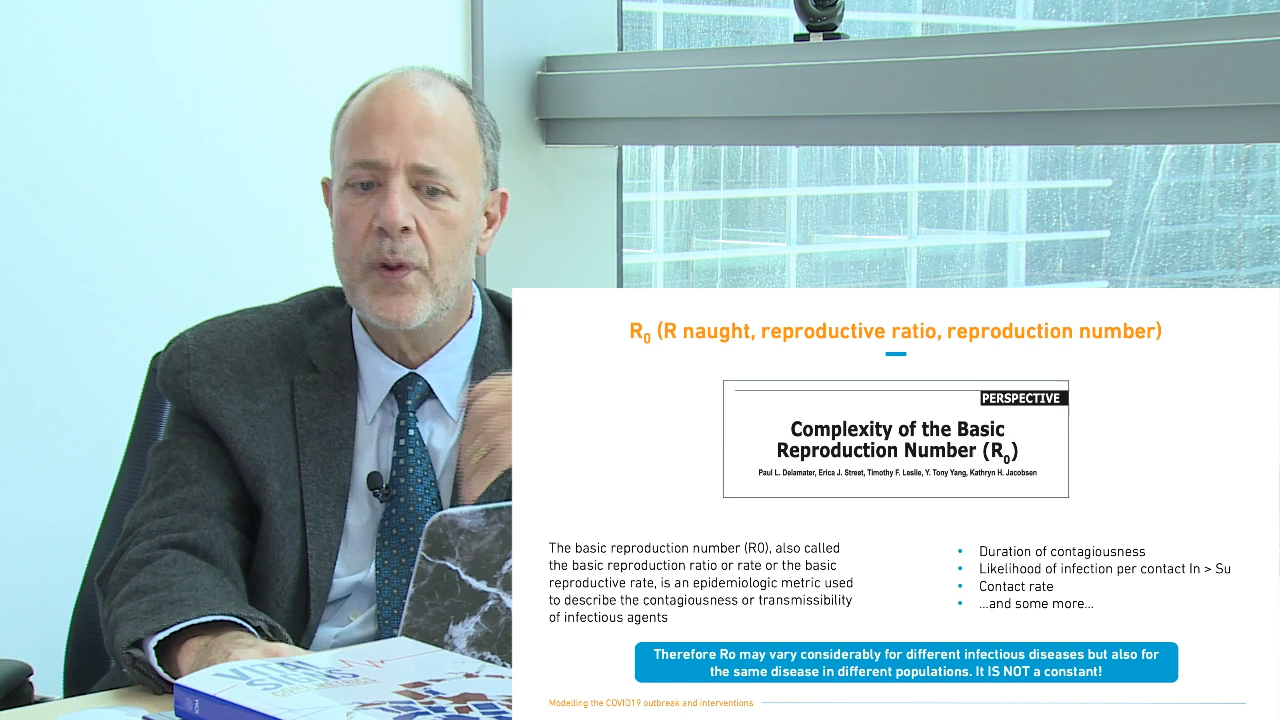 R0 (R naught, reproductive ratio, reproduction number)
PERSPECTIVE
Complexity of the Basic
Reproduction Number (R0)
Paul L. Delamater, Erica J. Street, Timothy F. Leslie, Y. Tony Yang, Kathryn H. Jacobsen
The basic reproduction number (R0), also called
the basic reproduction ratio or rate or the basic
reproductive rate, is an epidemiologic metric used
to describe the contagiousness or transmissibility
of infectious agents
• Duration of contagiousness
• Likelihood of infection per contact In > Su
• Contact rate
• ...and some more...
Therefore Ro may vary considerably for different infectious diseases but also for
the same disease in different populations. It IS NOT a constant!
VITAL
SIGNS
Modelling the COVID19 outbreak and interventions